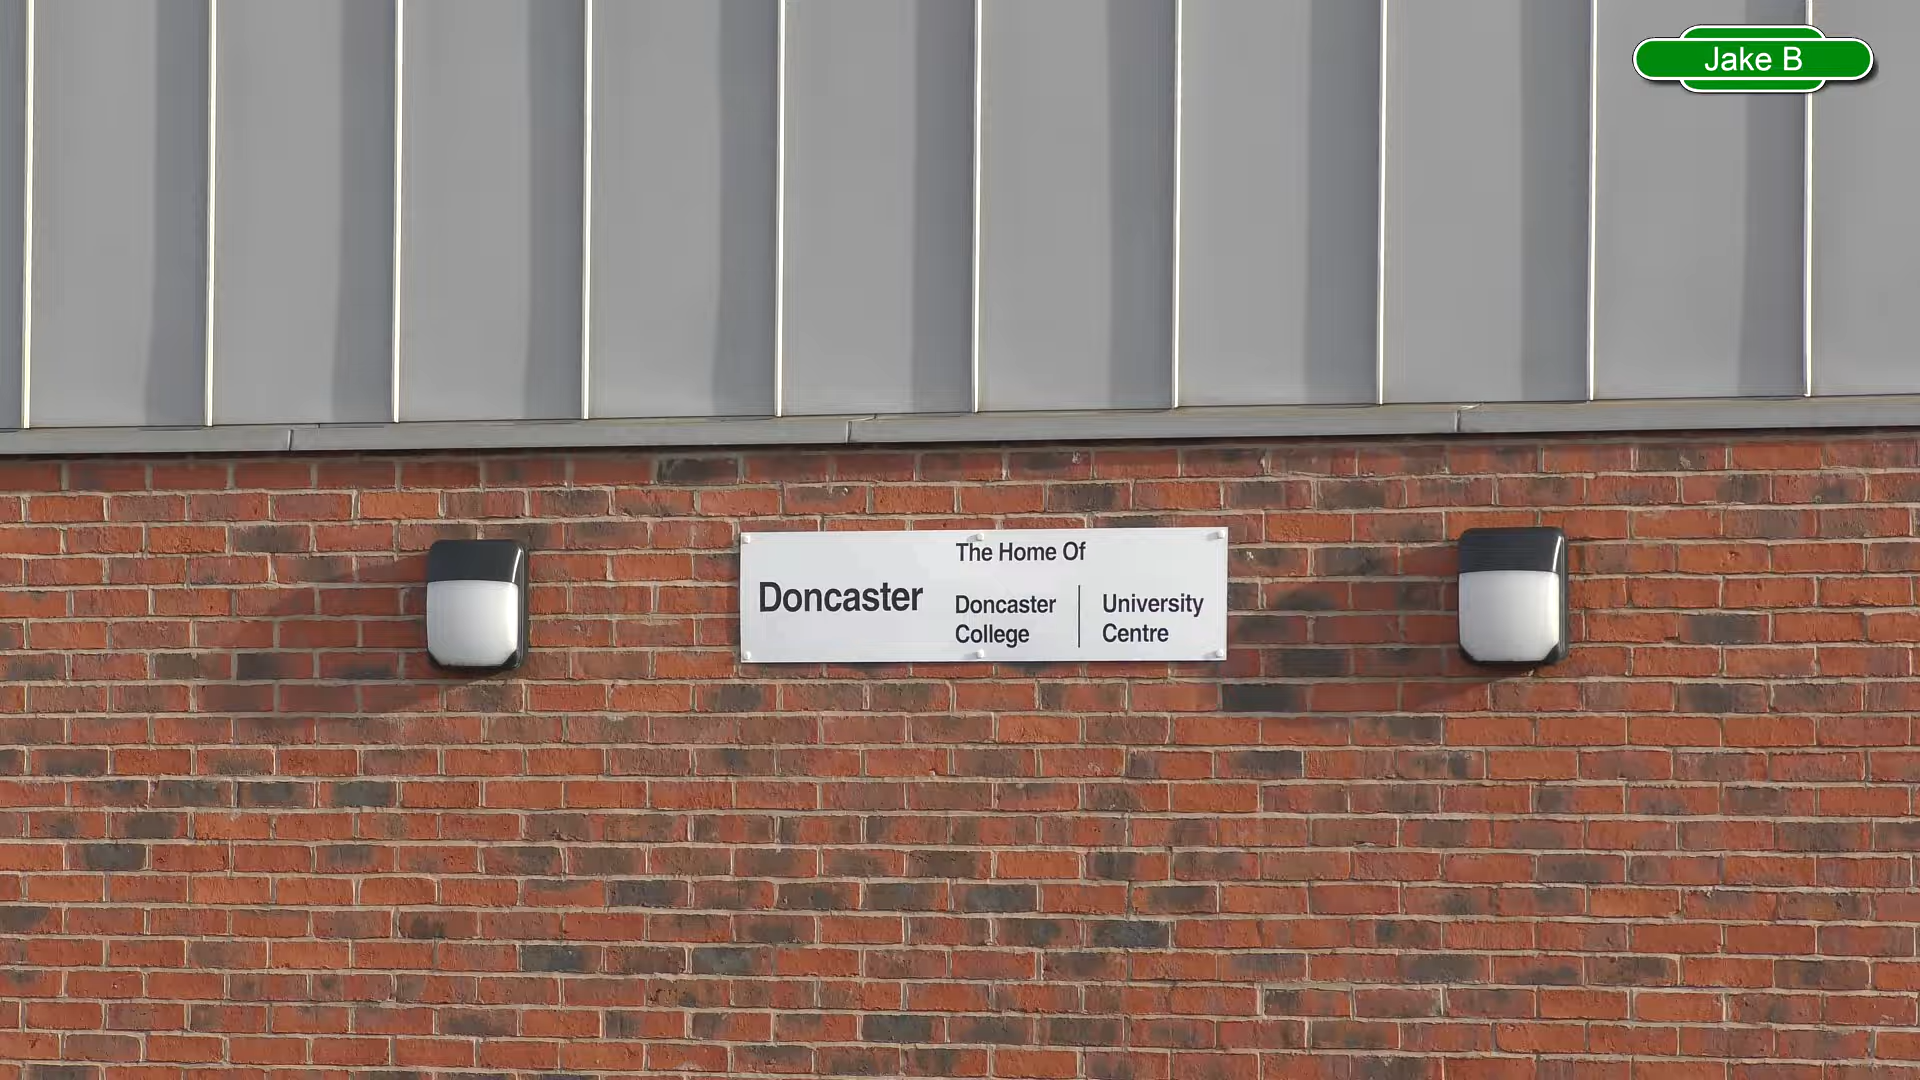 Jake B
The Home Of
Doncaster
Doncaster
College
University
Centre